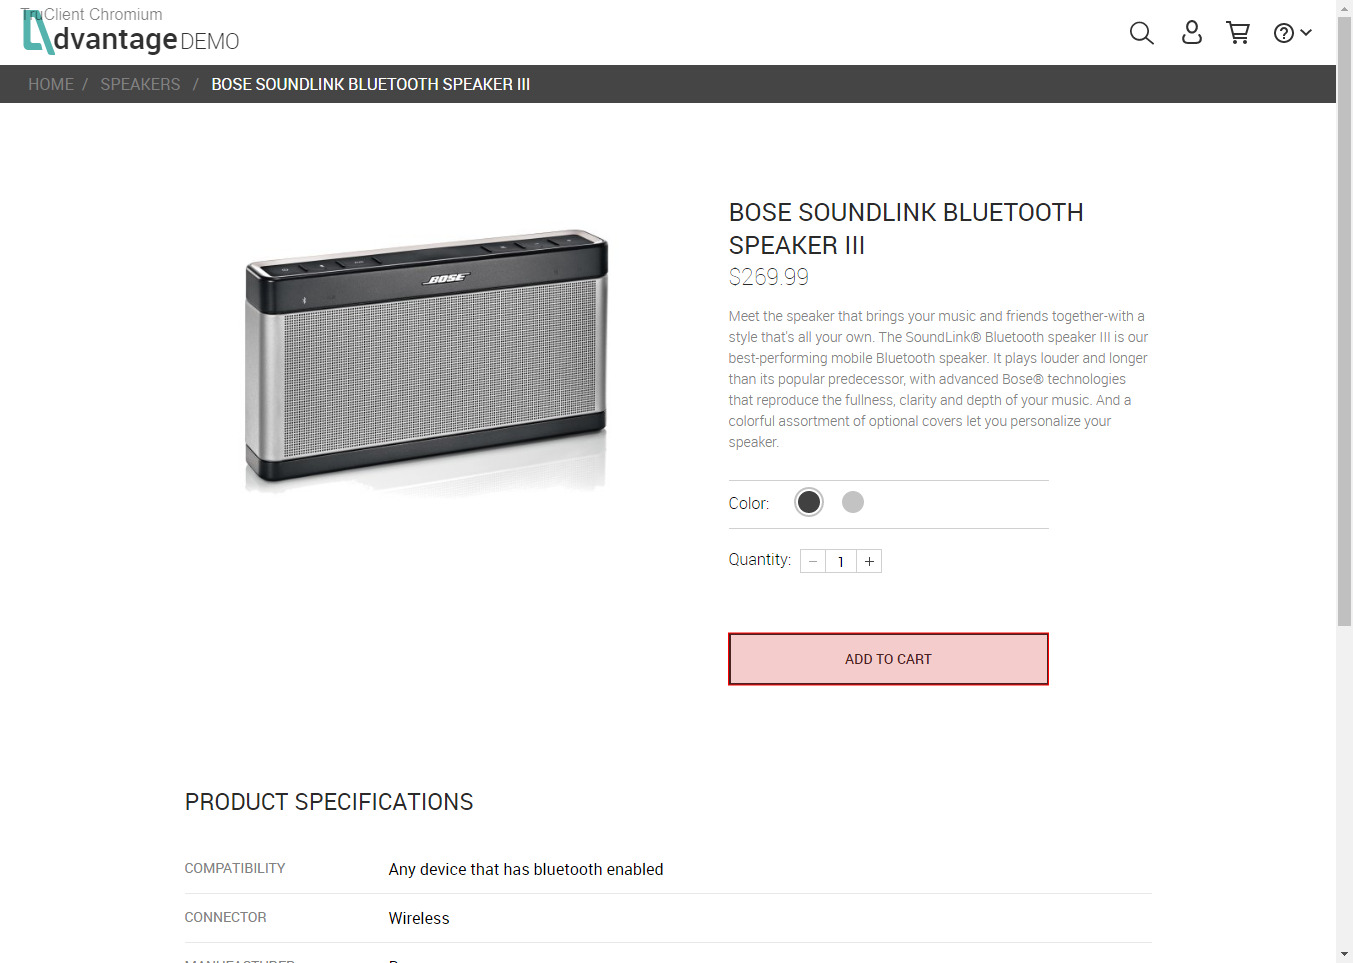 TruClient Chromium
dvantage DEMO
HOME / SPEAKERS / BOSE SOUNDLINK BLUETOOTH SPEAKER III
BOSE
BOSE SOUNDLINK BLUETOOTH
SPEAKER III
$269.99
Meet the speaker that brings your music and friends together-with a
style that's all your own. The SoundLink® Bluetooth speaker III is our
best-performing mobile Bluetooth speaker. It plays louder and longer
than its popular predecessor, with advanced Bose® technologies
that reproduce the fullness, clarity and depth of your music. And a
colorful assortment of optional covers let you personalize your
speaker.
Color:
Quantity: − 1 +
ADD TO CART
PRODUCT SPECIFICATIONS
COMPATIBILITY Any device that has bluetooth enabled
CONNECTOR Wireless